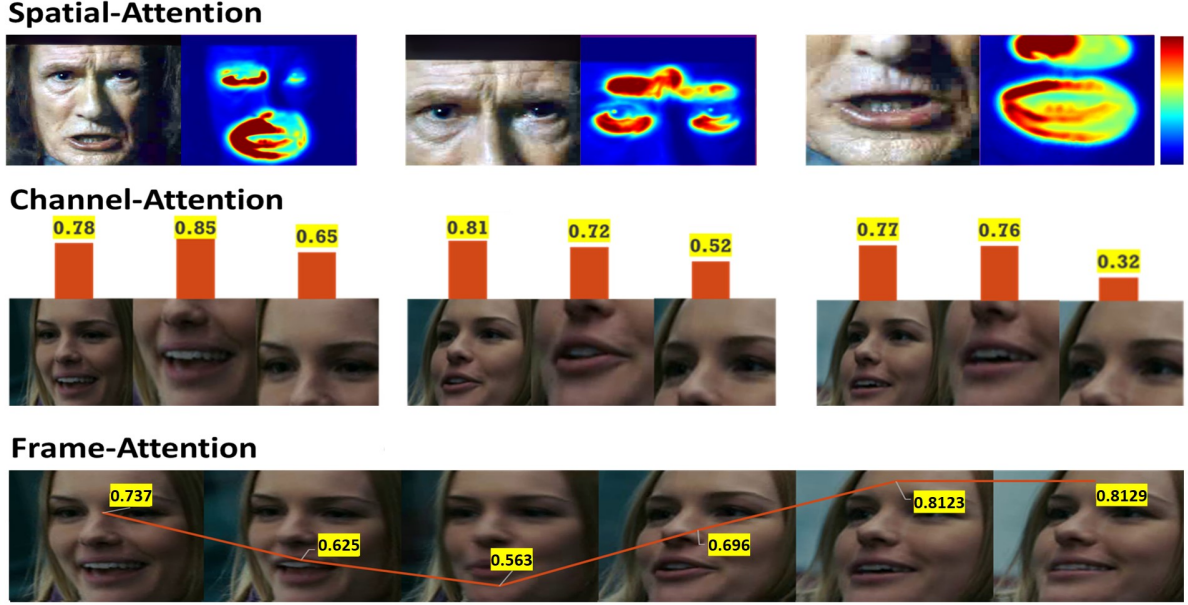 Spatial-Attention
Channel-Attention
0.78 0.85 0.65 0.81 0.72 0.52 0.77 0.76 0.32
Frame-Attention
0.737 0.625 0.563 0.696 0.8123 0.8129